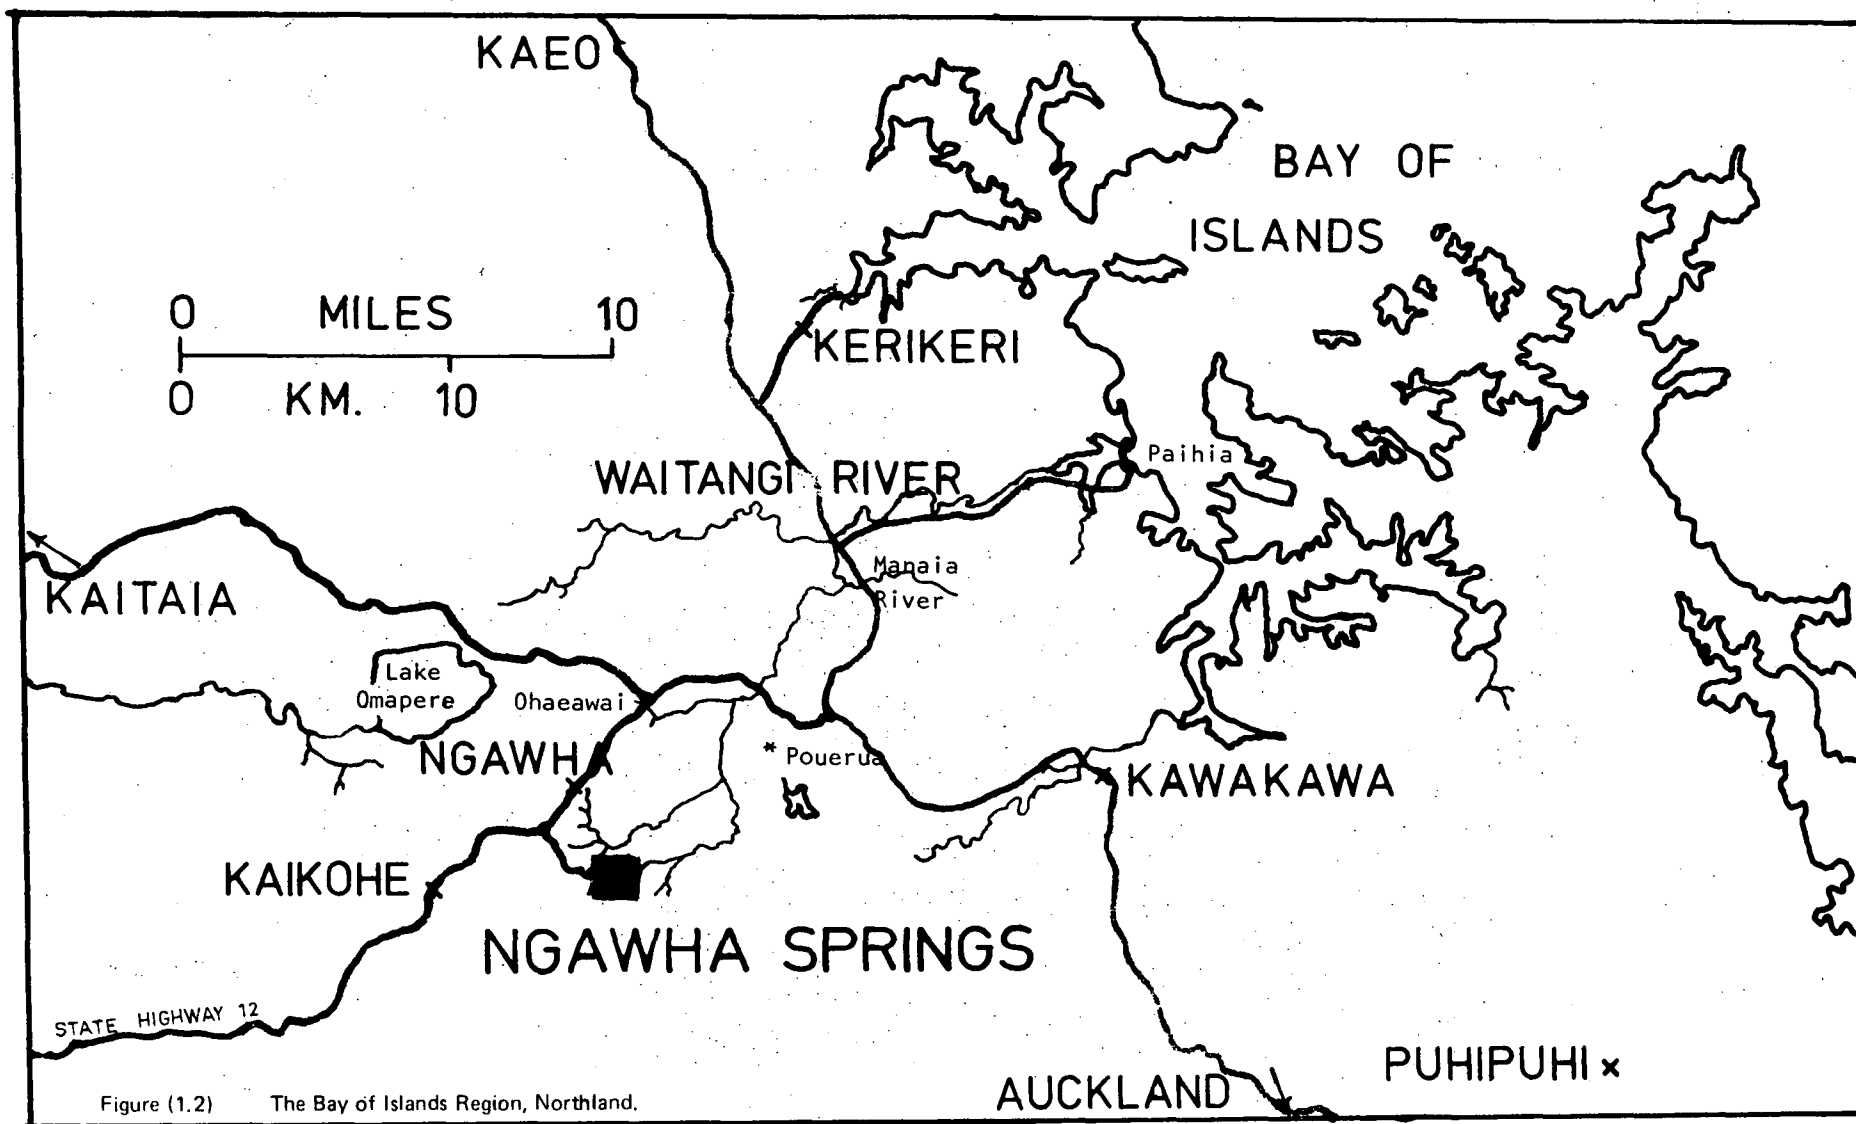 KAEO
BAY OF
ISLANDS
0 MILES 10
0 KM. 10
KERIKERI
WAITANGI RIVER
Paihia
Manaia
River
KAITAIA
Lake
Omapere
Ohaeawai
NGAWHA
* Pouerua
KAWAKAWA
KAIKOHE
NGAWHA SPRINGS
STATE HIGHWAY 12
PUHIPUHI x
AUCKLAND
Figure (1.2) The Bay of Islands Region, Northland.